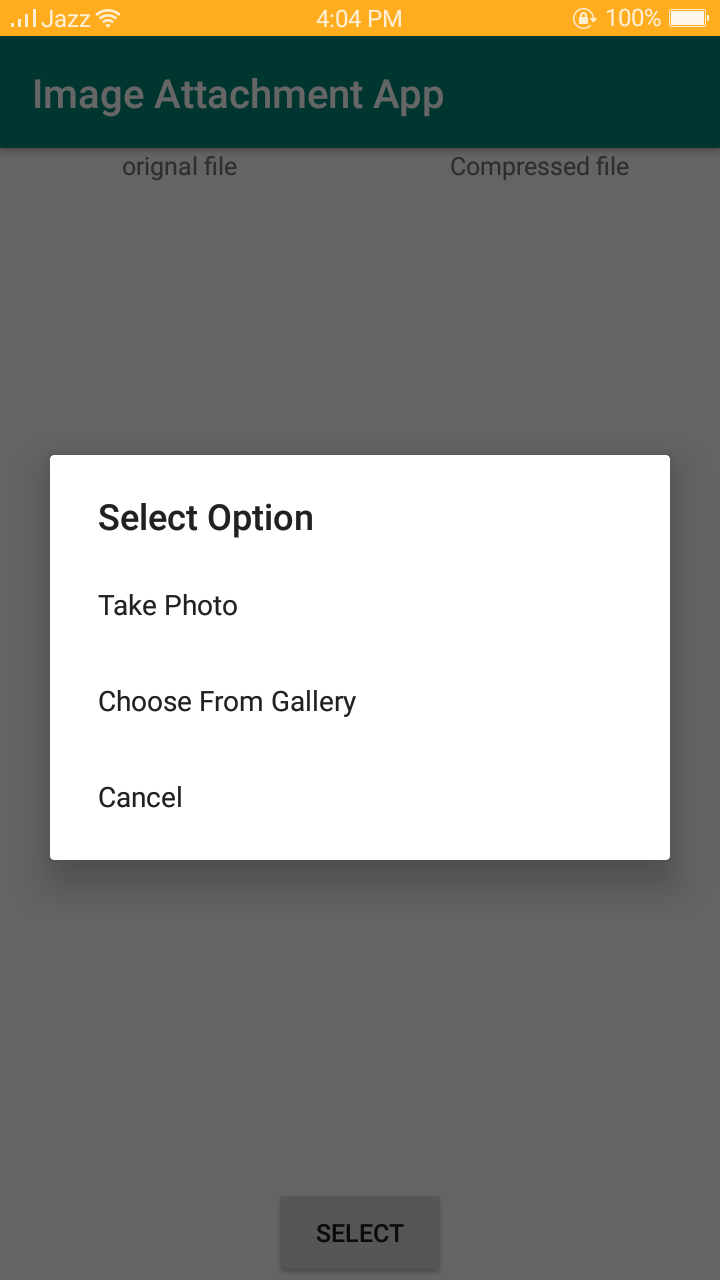 Jazz 4:04 PM 100%
Image Attachment App
orignal file Compressed file
Select Option
Take Photo
Choose From Gallery
Cancel
SELECT